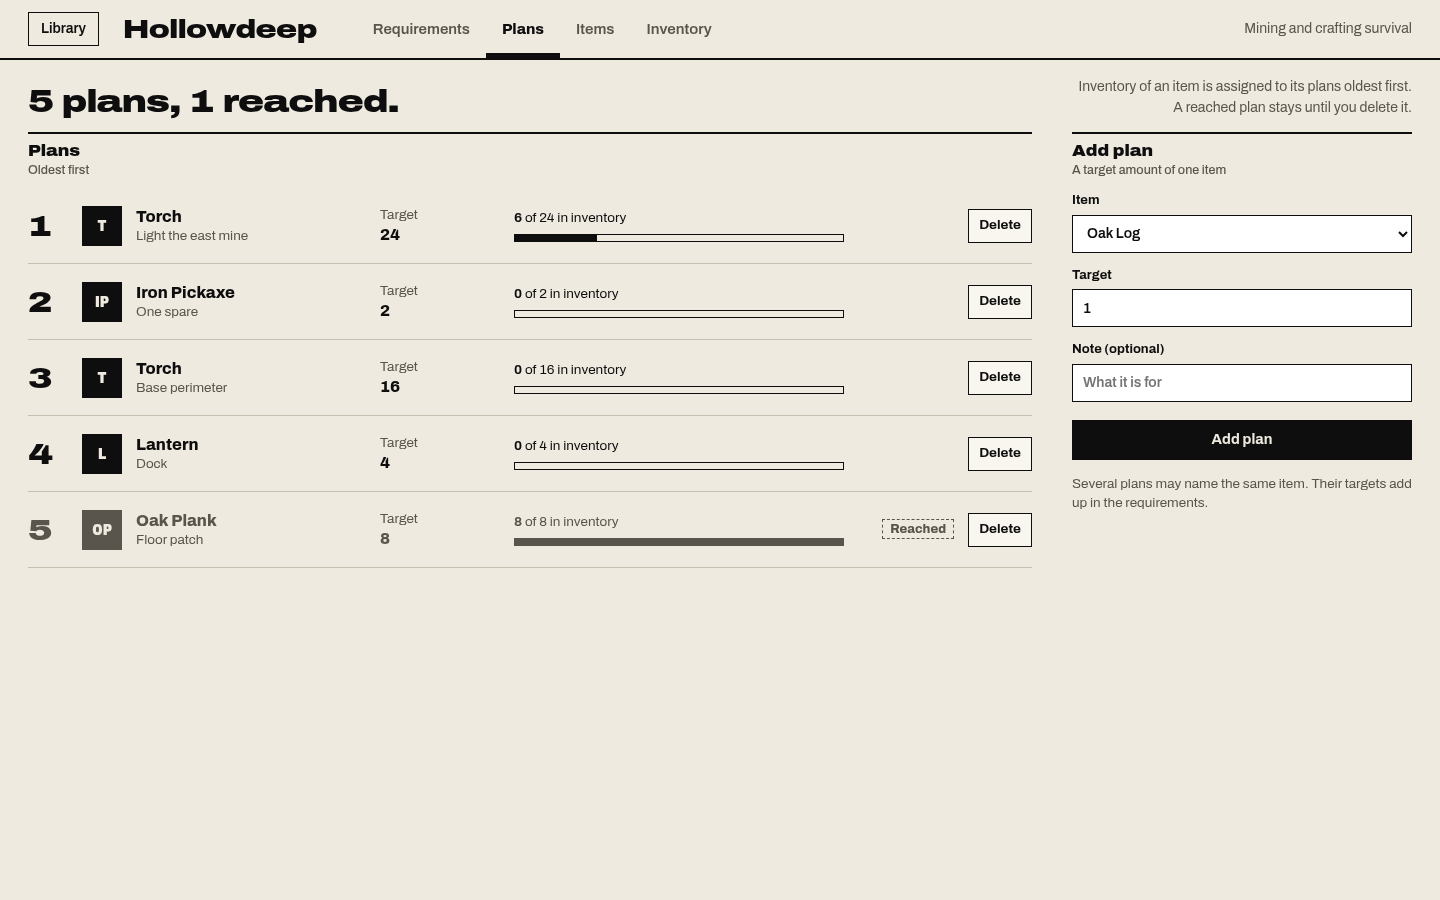 Library
Hollowdeep
Requirements
Plans
Items
Inventory
Mining and crafting survival
5 plans, 1 reached.
Inventory of an item is assigned to its plans oldest first.
A reached plan stays until you delete it.
Plans
Oldest first
1
T
Torch
Light the east mine
Target
24
6 of 24 in inventory
Delete
2
IP
Iron Pickaxe
One spare
Target
2
0 of 2 in inventory
Delete
3
T
Torch
Base perimeter
Target
16
0 of 16 in inventory
Delete
4
L
Lantern
Dock
Target
4
0 of 4 in inventory
Delete
5
OP
Oak Plank
Floor patch
Target
8
8 of 8 in inventory
Reached
Delete
Add plan
A target amount of one item
Item
Oak Log
Target
1
Note (optional)
What it is for
Add plan
Several plans may name the same item. Their targets add
up in the requirements.